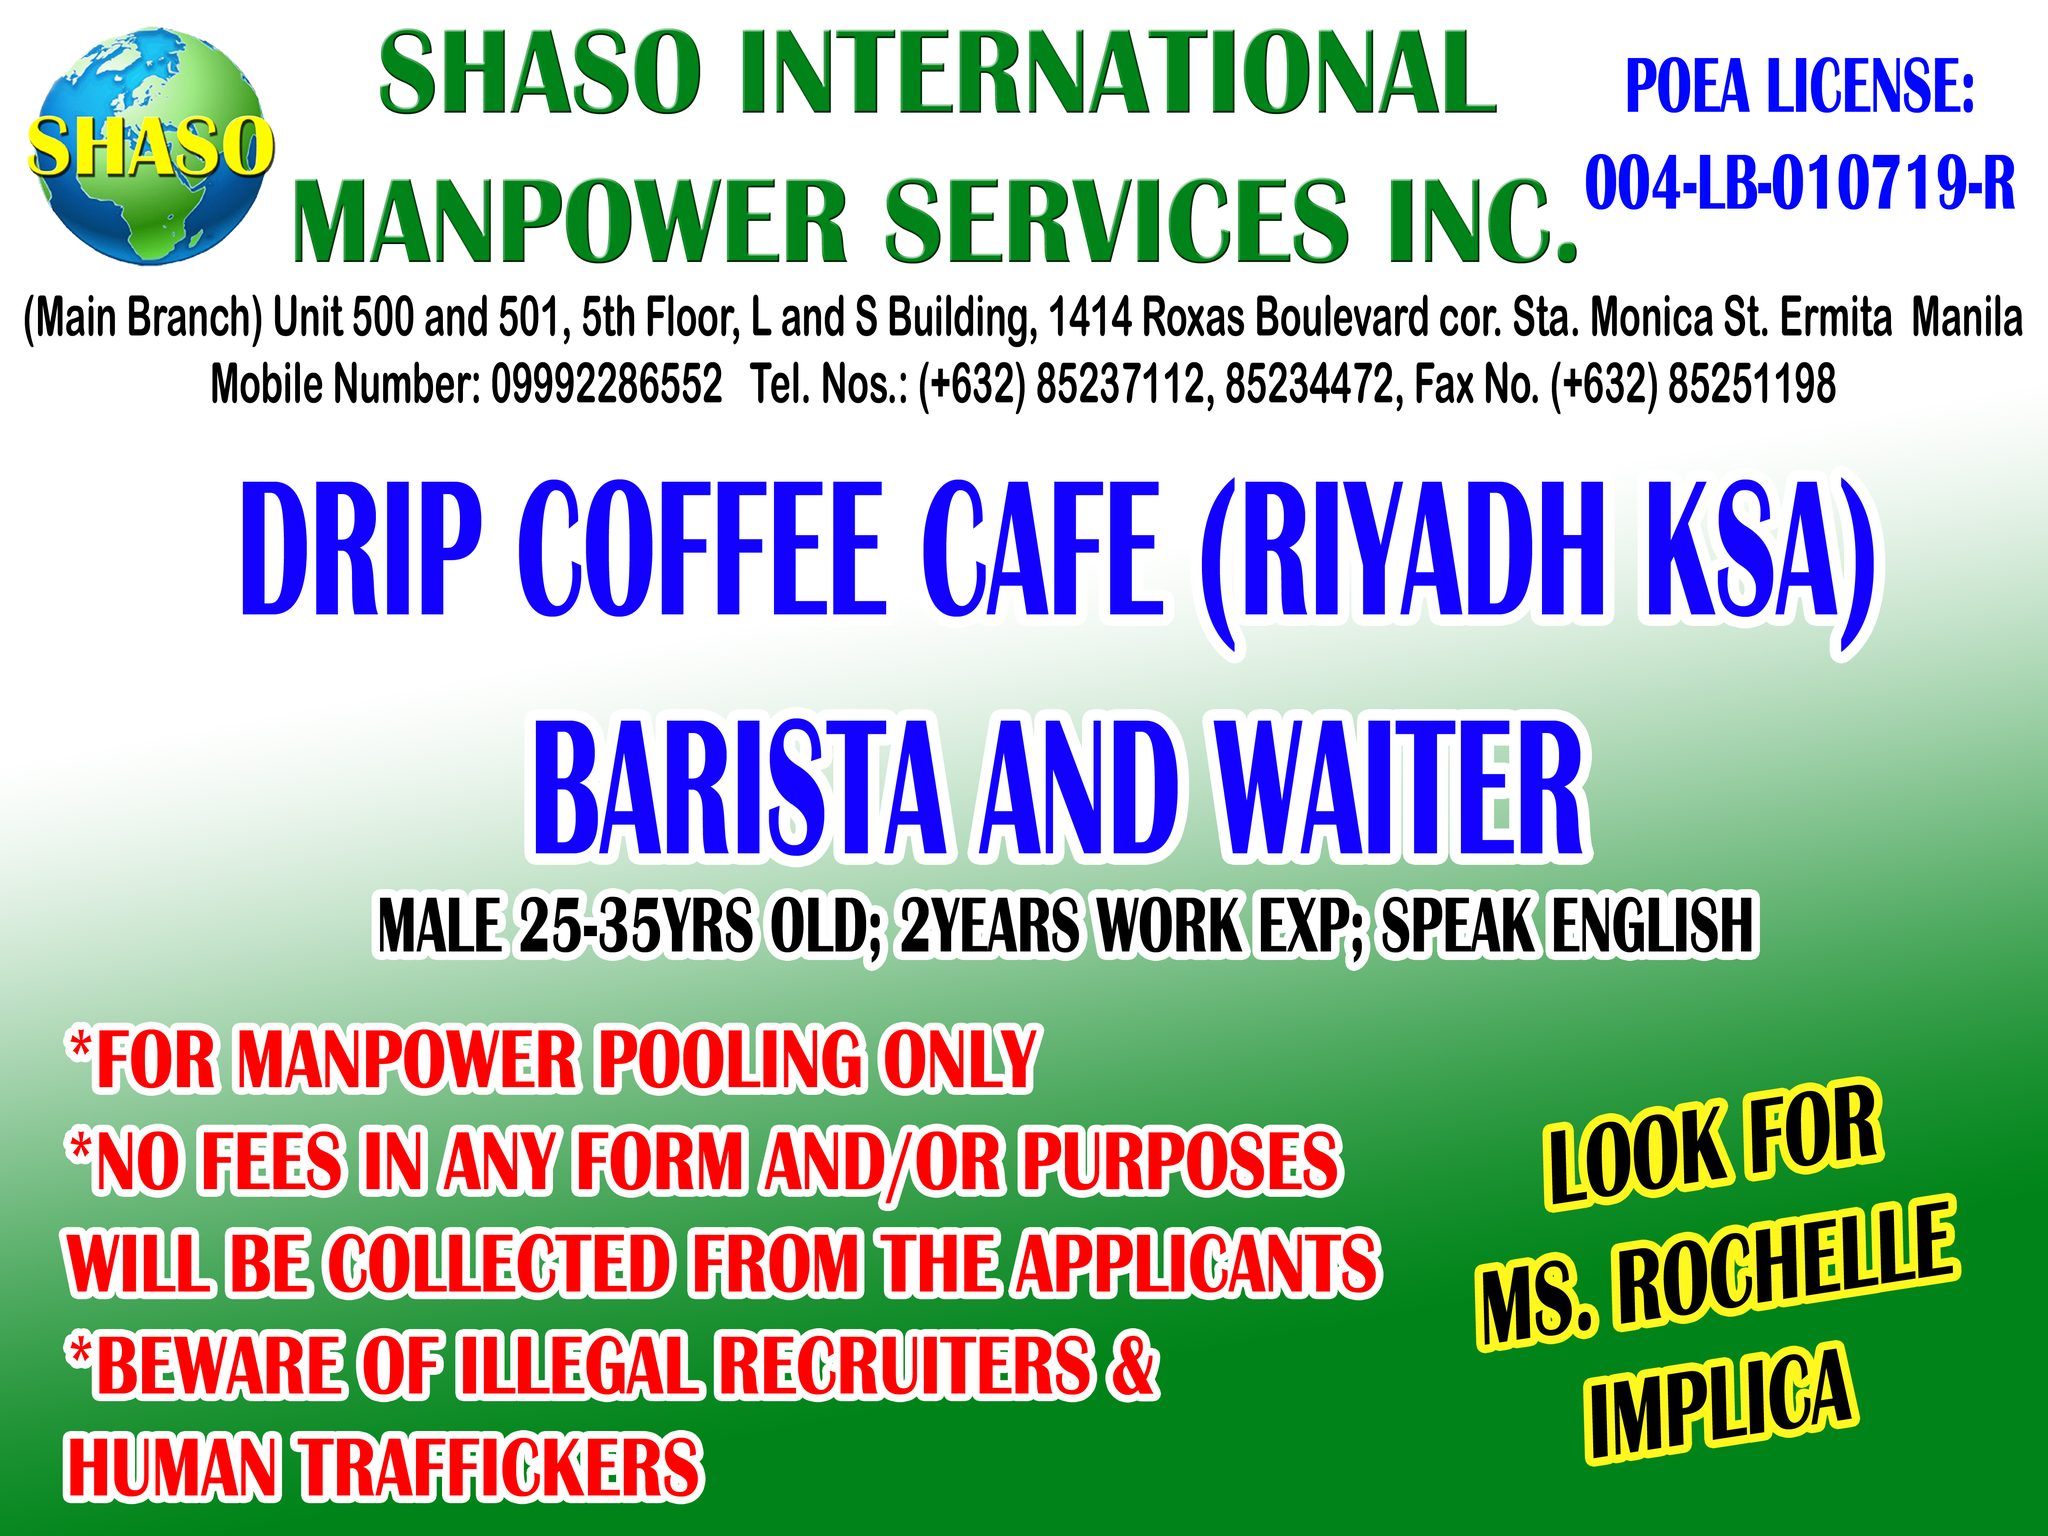 SHASO
SHASO INTERNATIONAL
MANPOWER SERVICES INC.
POEA LICENSE:
004-LB-010719-R
(Main Branch) Unit 500 and 501, 5th Floor, L and S Building, 1414 Roxas Boulevard cor. Sta. Monica St. Ermita Manila
Mobile Number: 09992286552 Tel. Nos.: (+632) 85237112, 85234472, Fax No. (+632) 85251198
DRIP COFFEE CAFE (RIYADH KSA)
BARISTA AND WAITER
MALE 25-35YRS OLD; 2YEARS WORK EXP; SPEAK ENGLISH
*FOR MANPOWER POOLING ONLY
*NO FEES IN ANY FORM AND/OR PURPOSES
WILL BE COLLECTED FROM THE APPLICANTS
*BEWARE OF ILLEGAL RECRUITERS &
HUMAN TRAFFICKERS
LOOK FOR
MS. ROCHELLE
IMPLICA